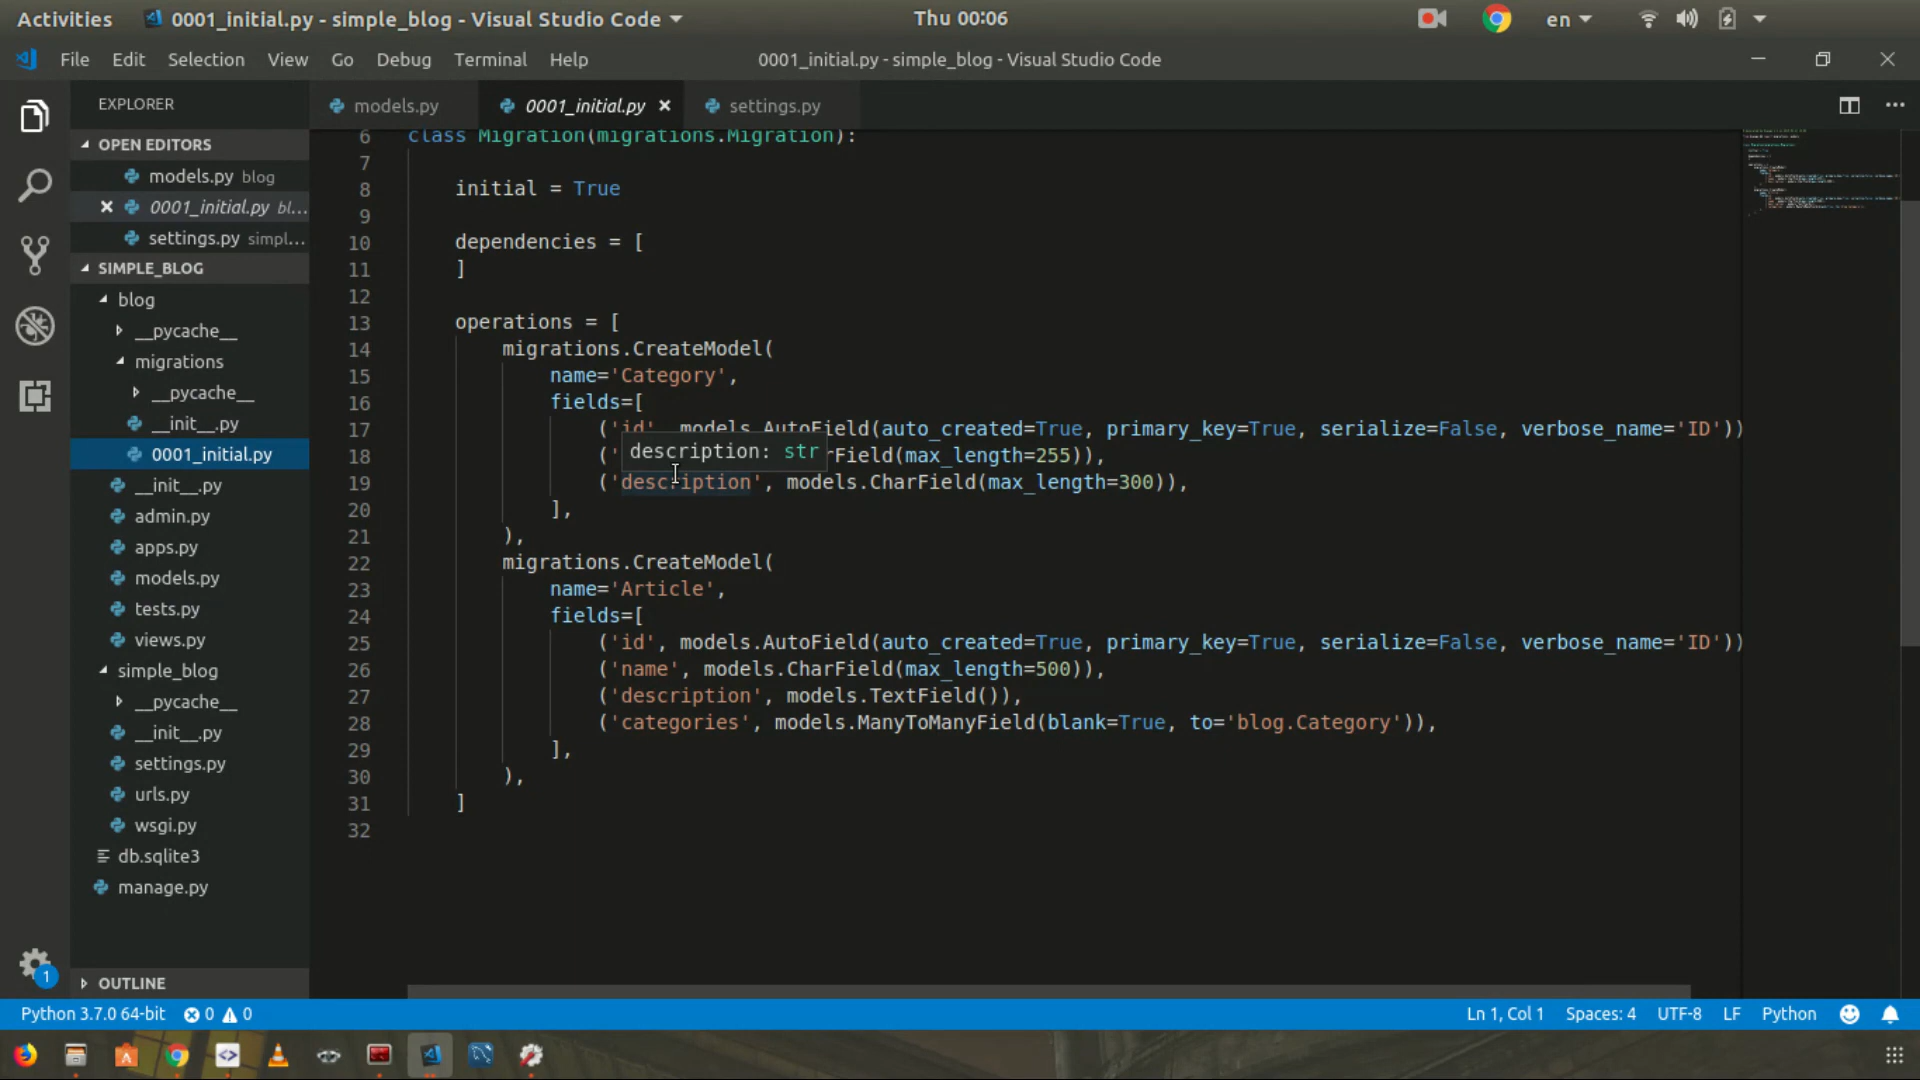 Activities
0001_initial.py - simple_blog - Visual Studio Code
Thu 00:06
en
File Edit Selection View Go Debug Terminal Help
0001_initial.py - simple_blog - Visual Studio Code
EXPLORER
OPEN EDITORS
models.py blog
0001_initial.py bl...
settings.py simpl...
SIMPLE_BLOG
blog
__pycache__
migrations
__pycache__
__init__.py
0001_initial.py
__init__.py
admin.py
apps.py
models.py
tests.py
views.py
simple_blog
__pycache__
__init__.py
settings.py
urls.py
wsgi.py
db.sqlite3
manage.py
OUTLINE
1
models.py
0001_initial.py
settings.py
6 class Migration(migrations.Migration):
7
8 initial = True
9
10 dependencies = [
11 ]
12
13 operations = [
14 migrations.CreateModel(
15 name='Category',
16 fields=[
17 ('id', models.AutoField(auto_created=True, primary_key=True, serialize=False, verbose_name='ID'))
description: str
18 (' rField(max_length=255)),
19 ('description', models.CharField(max_length=300)),
20 ],
21 ),
22 migrations.CreateModel(
23 name='Article',
24 fields=[
25 ('id', models.AutoField(auto_created=True, primary_key=True, serialize=False, verbose_name='ID'))
26 ('name', models.CharField(max_length=500)),
27 ('description', models.TextField()),
28 ('categories', models.ManyToManyField(blank=True, to='blog.Category')),
29 ],
30 ),
31 ]
32
Python 3.7.0 64-bit 0 0
Ln 1, Col 1 Spaces: 4 UTF-8 LF Python